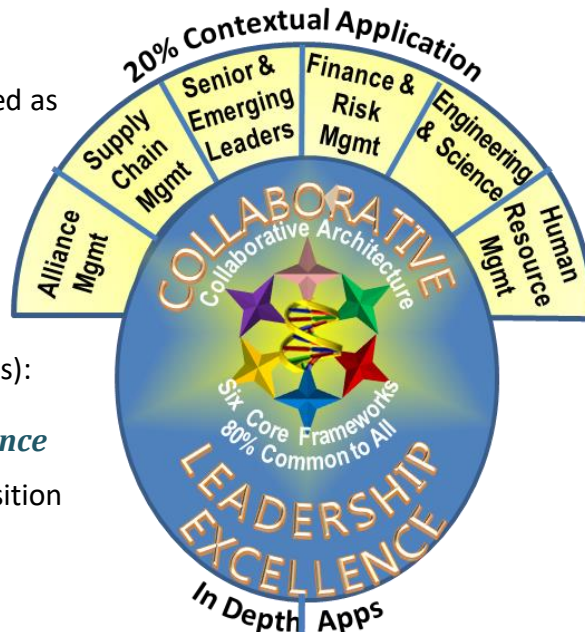 20% Contextual Application
ed as
Alliance
Mgmt
Supply
Chain
Mgmt
Senior &
Emerging
Leaders
Finance &
Risk
Mgmt
Engineering
& Science
Human
Resource
Mgmt
COLLABORATIVE
Collaborative Architecture
s):
Six Core Frameworks
80% Common to All
nce
LEADERSHIP
sition
EXCELLENCE
In Depth Apps